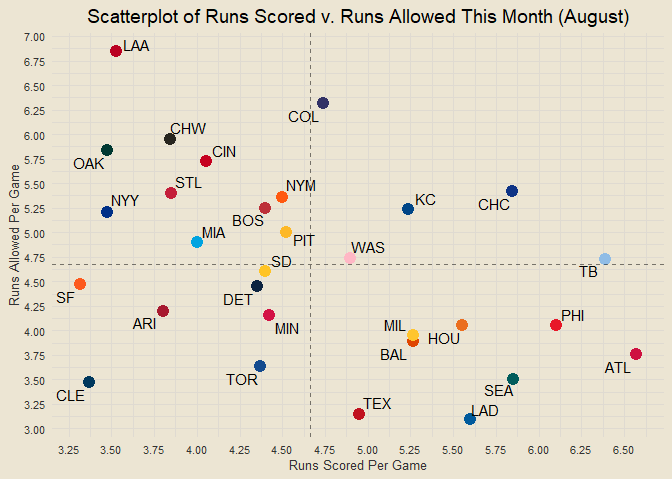 Scatterplot of Runs Scored v. Runs Allowed This Month (August)
7.00
LAA
6.75
6.50
6.25
COL
6.00
CHW
5.75
CIN
OAK
5.50
STL
NYM
5.25
NYY
KC
CHC
BOS
5.00
MIA
PIT
WAS
4.75
SD
TB
4.50
SF
DET
4.25
ARI
MIN
MIL
PHI
4.00
HOU
BAL
3.75
ATL
TOR
3.50
CLE
SEA
3.25
TEX
LAD
3.00
Runs Allowed Per Game
3.25 3.50 3.75 4.00 4.25 4.50 4.75 5.00 5.25 5.50 5.75 6.00 6.25 6.50
Runs Scored Per Game